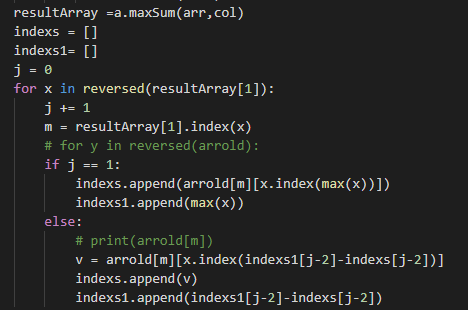 resultArray =a.maxSum(arr,col)
indexs = []
indexs1= []
j = 0
for x in reversed(resultArray[1]):
    j += 1
    m = resultArray[1].index(x)
    # for y in reversed(arrold):
    if j == 1:
        indexs.append(arrold[m][x.index(max(x))])
        indexs1.append(max(x))
    else:
        # print(arrold[m])
        v = arrold[m][x.index(indexs1[j-2]-indexs[j-2])]
        indexs.append(v)
        indexs1.append(indexs1[j-2]-indexs[j-2])